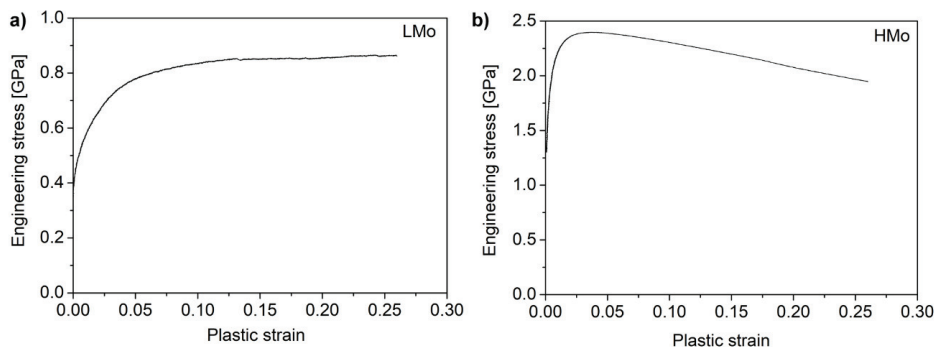 a)
LMo
Engineering stress [GPa]
1.0
0.8
0.6
0.4
0.2
0.0
0.00 0.05 0.10 0.15 0.20 0.25 0.30
Plastic strain
b)
HMo
Engineering stress [GPa]
2.5
2.0
1.5
1.0
0.5
0.0
0.00 0.05 0.10 0.15 0.20 0.25 0.30
Plastic strain